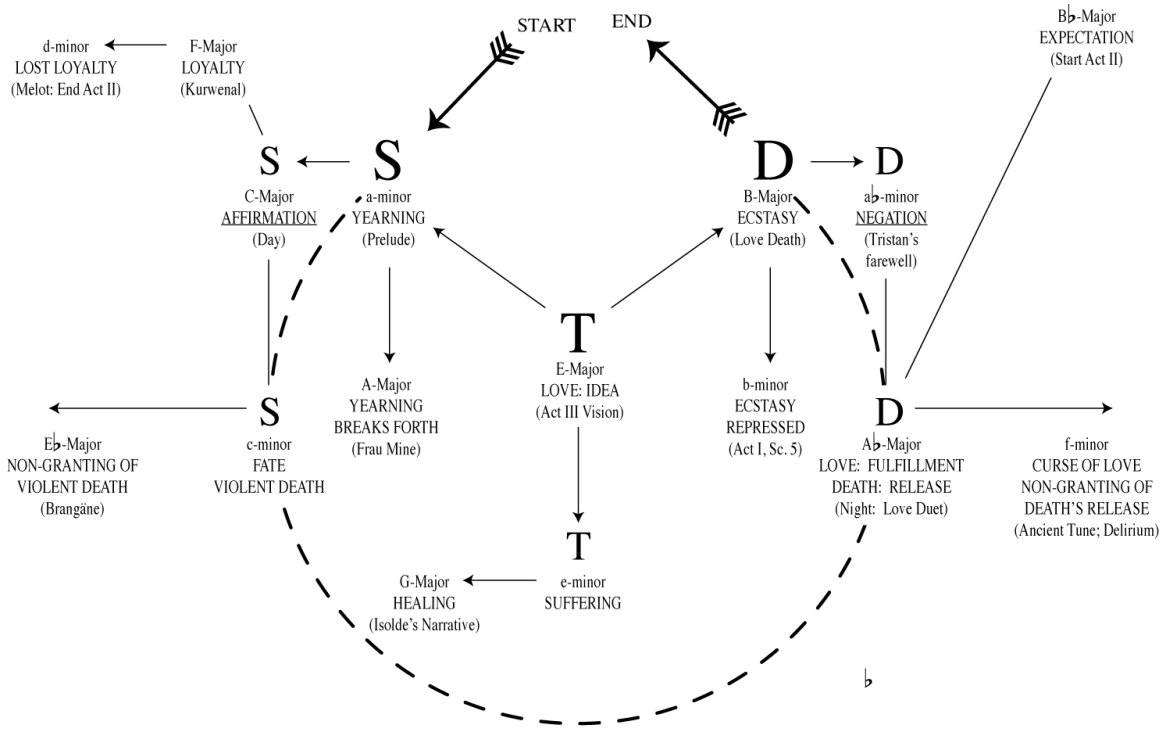 START
END
B♭-Major
EXPECTATION
(Start Act II)
d-minor
LOST LOYALTY
(Melot: End Act II)
F-Major
LOYALTY
(Kurwenal)
S
C-Major
AFFIRMATION
(Day)
S
a-minor
YEARNING
(Prelude)
D
B-Major
ECSTASY
(Love Death)
D
a♭-minor
NEGATION
(Tristan's
farewell)
T
E-Major
LOVE: IDEA
(Act III Vision)
E♭-Major
NON-GRANTING OF
VIOLENT DEATH
(Brangäne)
S
c-minor
FATE
VIOLENT DEATH
A-Major
YEARNING
BREAKS FORTH
(Frau Mine)
b-minor
ECSTASY
REPRESSED
(Act I, Sc. 5)
D
A♭-Major
LOVE: FULFILLMENT
DEATH: RELEASE
(Night: Love Duet)
f-minor
CURSE OF LOVE
NON-GRANTING OF
DEATH'S RELEASE
(Ancient Tune; Delirium)
T
e-minor
SUFFERING
G-Major
HEALING
(Isolde's Narrative)
♭